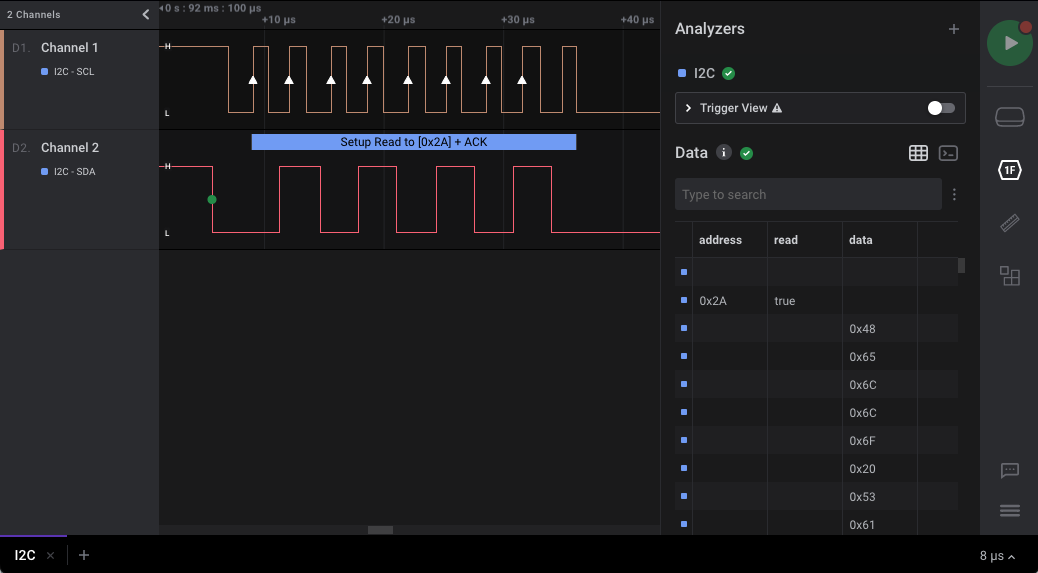 2 Channels
0 s : 92 ms : 100 µs
+10 µs
+20 µs
+30 µs
+40 µs
D1. Channel 1
I2C - SCL
H
L
D2. Channel 2
I2C - SDA
H
L
Setup Read to [0x2A] + ACK
Analyzers
I2C
Trigger View
Data
Type to search
address read data
0x2A true
0x48
0x65
0x6C
0x6C
0x6F
0x20
0x53
0x61
1F
I2C
8 µs